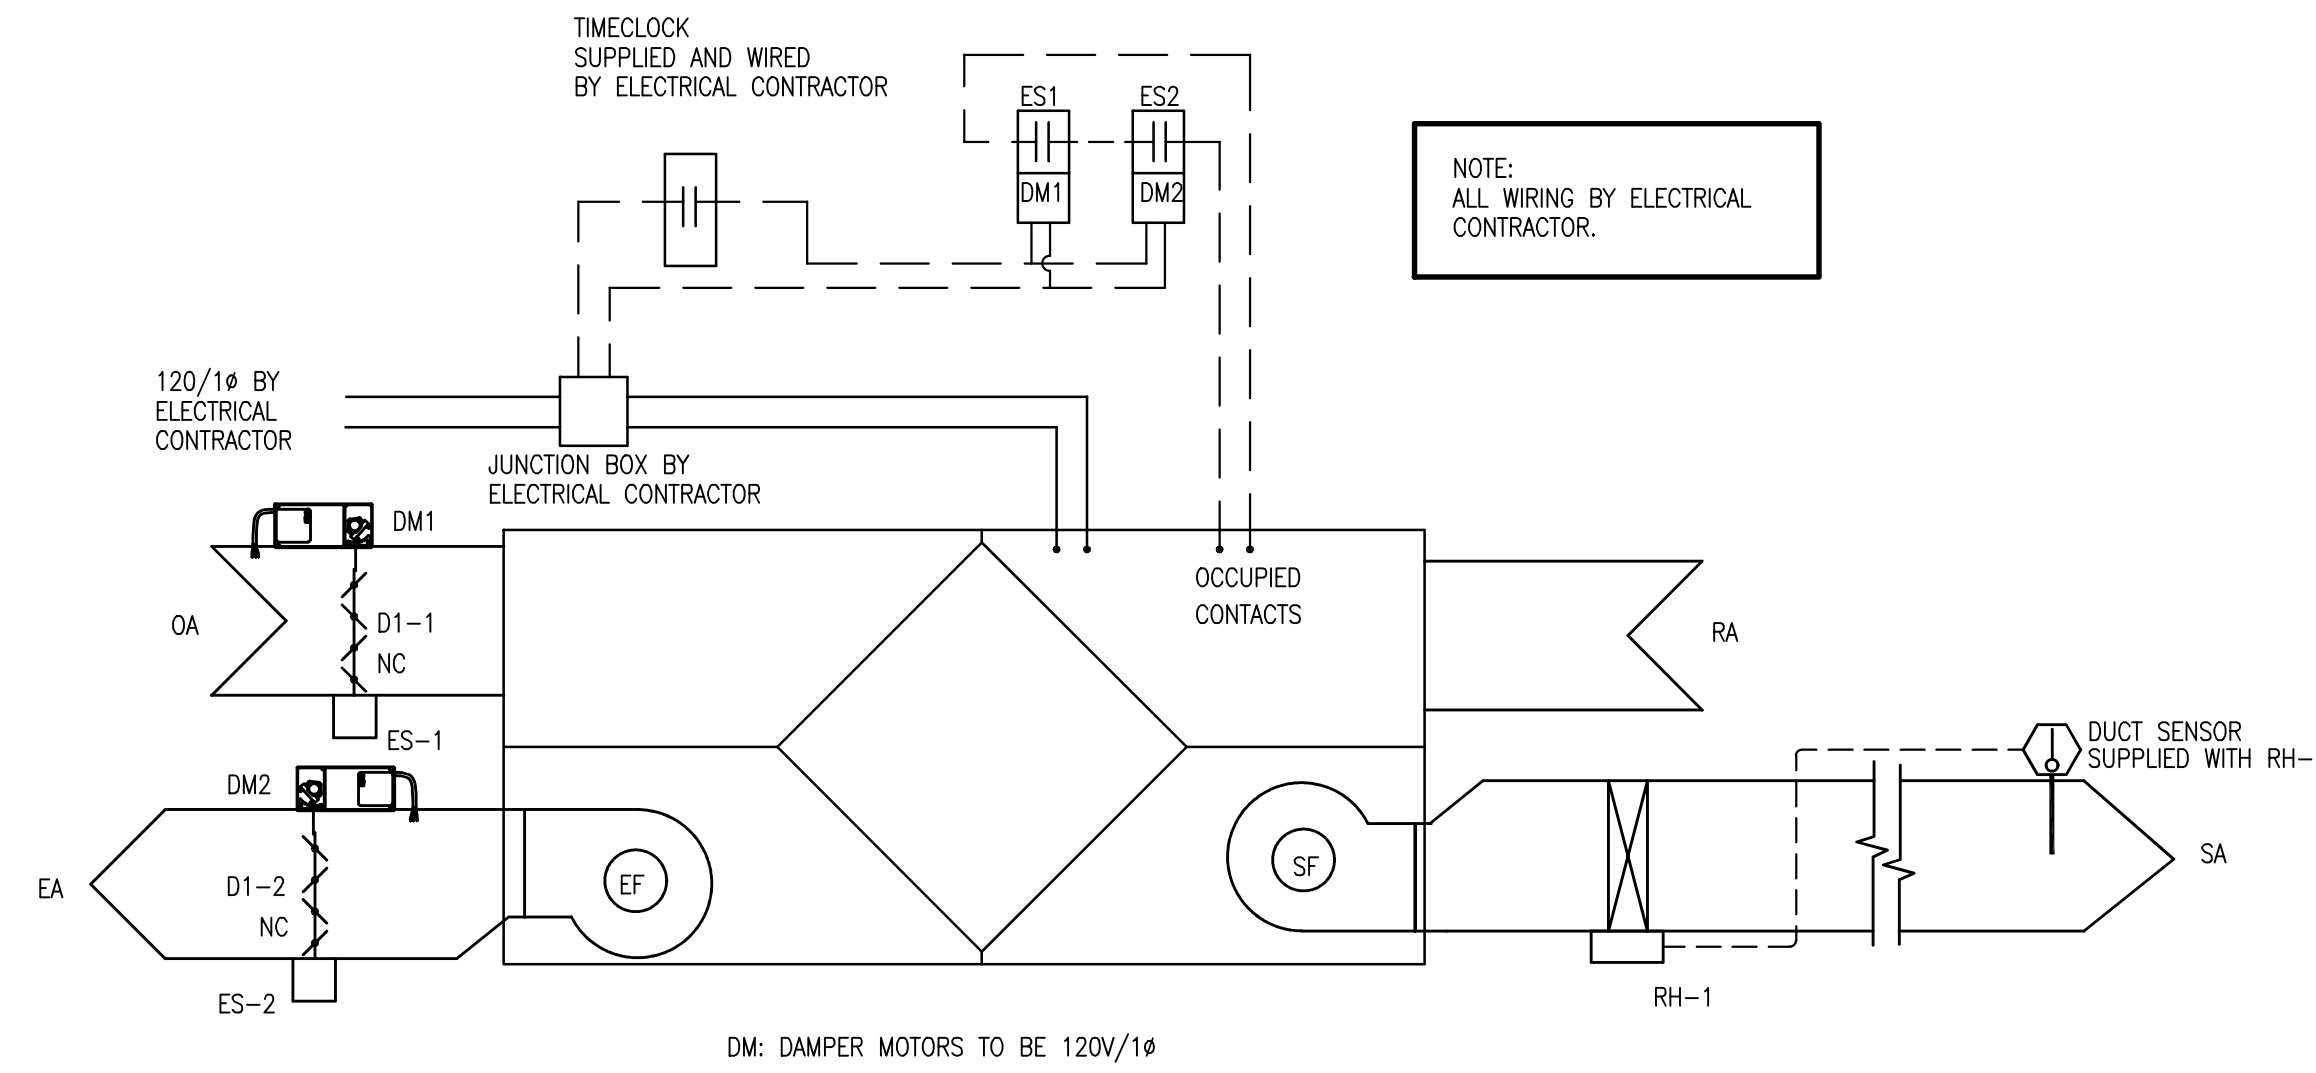 TIMECLOCK
SUPPLIED AND WIRED
BY ELECTRICAL CONTRACTOR
ES1
ES2
DM1
DM2
NOTE:
ALL WIRING BY ELECTRICAL
CONTRACTOR.
120/1ø BY
ELECTRICAL
CONTRACTOR
JUNCTION BOX BY
ELECTRICAL CONTRACTOR
DM1
OCCUPIED
CONTACTS
OA
D1-1
NC
RA
ES-1
DUCT SENSOR
SUPPLIED WITH RH-
DM2
EA
D1-2
NC
EF
SF
SA
ES-2
RH-1
DM: DAMPER MOTORS TO BE 120V/1ø